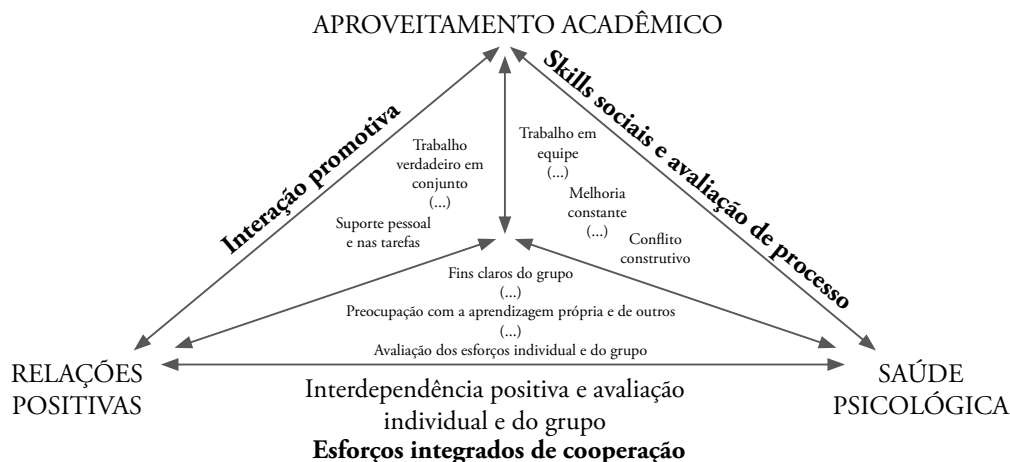 APROVEITAMENTO ACADÊMICO
Interação promotiva
Skills sociais e avaliação de processo
Trabalho
verdadeiro em
conjunto
(...)
Suporte pessoal
e nas tarefas
Trabalho em
equipe
(...)
Melhoria
constante
(...)
Conflito
construtivo
Fins claros do grupo
(...)
Preocupação com a aprendizagem própria e de outros
(...)
Avaliação dos esforços individual e do grupo
RELAÇÕES
POSITIVAS
SAÚDE
PSICOLÓGICA
Interdependência positiva e avaliação
individual e do grupo
Esforços integrados de cooperação